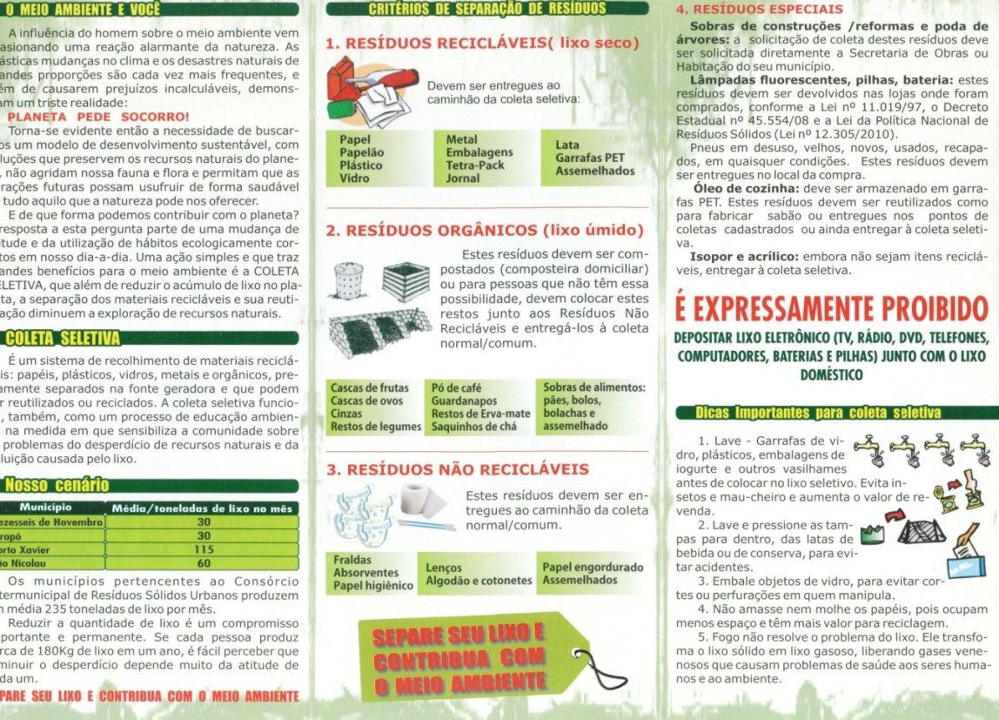 O MEIO AMBIENTE E VOCÊ
A influência do homem sobre o meio ambiente vem
asionando uma reação alarmante da natureza. As
ásticas mudanças no clima e os desastres naturais de
andes proporções são cada vez mais frequentes, e
ém de causarem prejuízos incalculáveis, demons-
am um triste realidade:
PLANETA PEDE SOCORRO!
Torna-se evidente então a necessidade de buscar-
os um modelo de desenvolvimento sustentável, com
luções que preservem os recursos naturais do plane-
, não agridam nossa fauna e flora e permitam que as
erações futuras possam usufruir de forma saudável
tudo aquilo que a natureza pode nos oferecer.
E de que forma podemos contribuir com o planeta?
resposta a esta pergunta parte de uma mudança de
itude e da utilização de hábitos ecologicamente cor-
tos em nosso dia-a-dia. Uma ação simples e que traz
andes benefícios para o meio ambiente é a COLETA
ELETIVA, que além de reduzir o acúmulo de lixo no pla-
ta, a separação dos materiais recicláveis e sua reuti-
ação diminuem a exploração de recursos naturais.
COLETA SELETIVA
É um sistema de recolhimento de materiais reciclá-
is: papéis, plásticos, vidros, metais e orgânicos, pre-
amente separados na fonte geradora e que podem
r reutilizados ou reciclados. A coleta seletiva funcio-
, também, como um processo de educação ambien-
l na medida em que sensibiliza a comunidade sobre
problemas do desperdício de recursos naturais e da
luição causada pelo lixo.
Nosso cenário
Município Média/toneladas de lixo no mês
ezesseis de Novembro 30
rapó 30
orto Xavier 115
o Nicolau 60
Os municípios pertencentes ao Consórcio
termunicipal de Resíduos Sólidos Urbanos produzem
n média 235 toneladas de lixo por mês.
Reduzir a quantidade de lixo é um compromisso
portante e permanente. Se cada pessoa produz
rca de 180Kg de lixo em um ano, é fácil perceber que
minuir o desperdício depende muito da atitude de
da um.
PARE SEU LIXO E CONTRIBUA COM O MEIO AMBIENTE
CRITÉRIOS DE SEPARAÇÃO DE RESÍDUOS
1. RESÍDUOS RECICLÁVEIS( lixo seco)
Devem ser entregues ao
caminhão da coleta seletiva:
Papel
Papelão
Plástico
Vidro
Metal
Embalagens
Tetra-Pack
Jornal
Lata
Garrafas PET
Assemelhados
2. RESÍDUOS ORGÂNICOS (lixo úmido)
Estes resíduos devem ser com-
postados (composteira domiciliar)
ou para pessoas que não têm essa
possibilidade, devem colocar estes
restos junto aos Resíduos Não
Recicláveis e entregá-los à coleta
normal/comum.
Cascas de frutas
Cascas de ovos
Cinzas
Restos de legumes
Pó de café
Guardanapos
Restos de Erva-mate
Saquinhos de chá
Sobras de alimentos:
pães, bolos,
bolachas e
assemelhado
3. RESÍDUOS NÃO RECICLÁVEIS
Estes resíduos devem ser en-
tregues ao caminhão da coleta
normal/comum.
Fraldas
Absorventes
Papel higiênico
Lenços
Algodão e cotonetes
Papel engordurado
Assemelhados
SEPARE SEU LIXO E
CONTRIBUA COM
O MEIO AMBIENTE
4. RESÍDUOS ESPECIAIS
Sobras de construções /reformas e poda de
árvores: a solicitação de coleta destes resíduos deve
ser solicitada diretamente a Secretaria de Obras ou
Habitação do seu município.
Lâmpadas fluorescentes, pilhas, bateria: estes
resíduos devem ser devolvidos nas lojas onde foram
comprados, conforme a Lei nº 11.019/97, o Decreto
Estadual nº 45.554/08 e a Lei da Política Nacional de
Resíduos Sólidos (Lei nº 12.305/2010).
Pneus em desuso, velhos, novos, usados, recapa-
dos, em quaisquer condições. Estes resíduos devem
ser entregues no local da compra.
Óleo de cozinha: deve ser armazenado em garra-
fas PET. Estes resíduos devem ser reutilizados como
para fabricar sabão ou entregues nos pontos de
coletas cadastrados ou ainda entregar à coleta seleti-
va.
Isopor e acrílico: embora não sejam itens reciclá-
veis, entregar à coleta seletiva.
É EXPRESSAMENTE PROIBIDO
DEPOSITAR LIXO ELETRÔNICO (TV, RÁDIO, DVD, TELEFONES,
COMPUTADORES, BATERIAS E PILHAS) JUNTO COM O LIXO
DOMÉSTICO
Dicas Importantes para coleta seletiva
1. Lave - Garrafas de vi-
dro, plásticos, embalagens de
iogurte e outros vasilhames
antes de colocar no lixo seletivo. Evita in-
setos e mau-cheiro e aumenta o valor de re-
venda.
2. Lave e pressione as tam-
pas para dentro, das latas de
bebida ou de conserva, para evi-
tar acidentes.
3. Embale objetos de vidro, para evitar cor-
tes ou perfurações em quem manipula.
4. Não amasse nem molhe os papéis, pois ocupam
menos espaço e têm mais valor para reciclagem.
5. Fogo não resolve o problema do lixo. Ele transfo-
ma o lixo sólido em lixo gasoso, liberando gases vene-
nosos que causam problemas de saúde aos seres huma-
nos e ao ambiente.